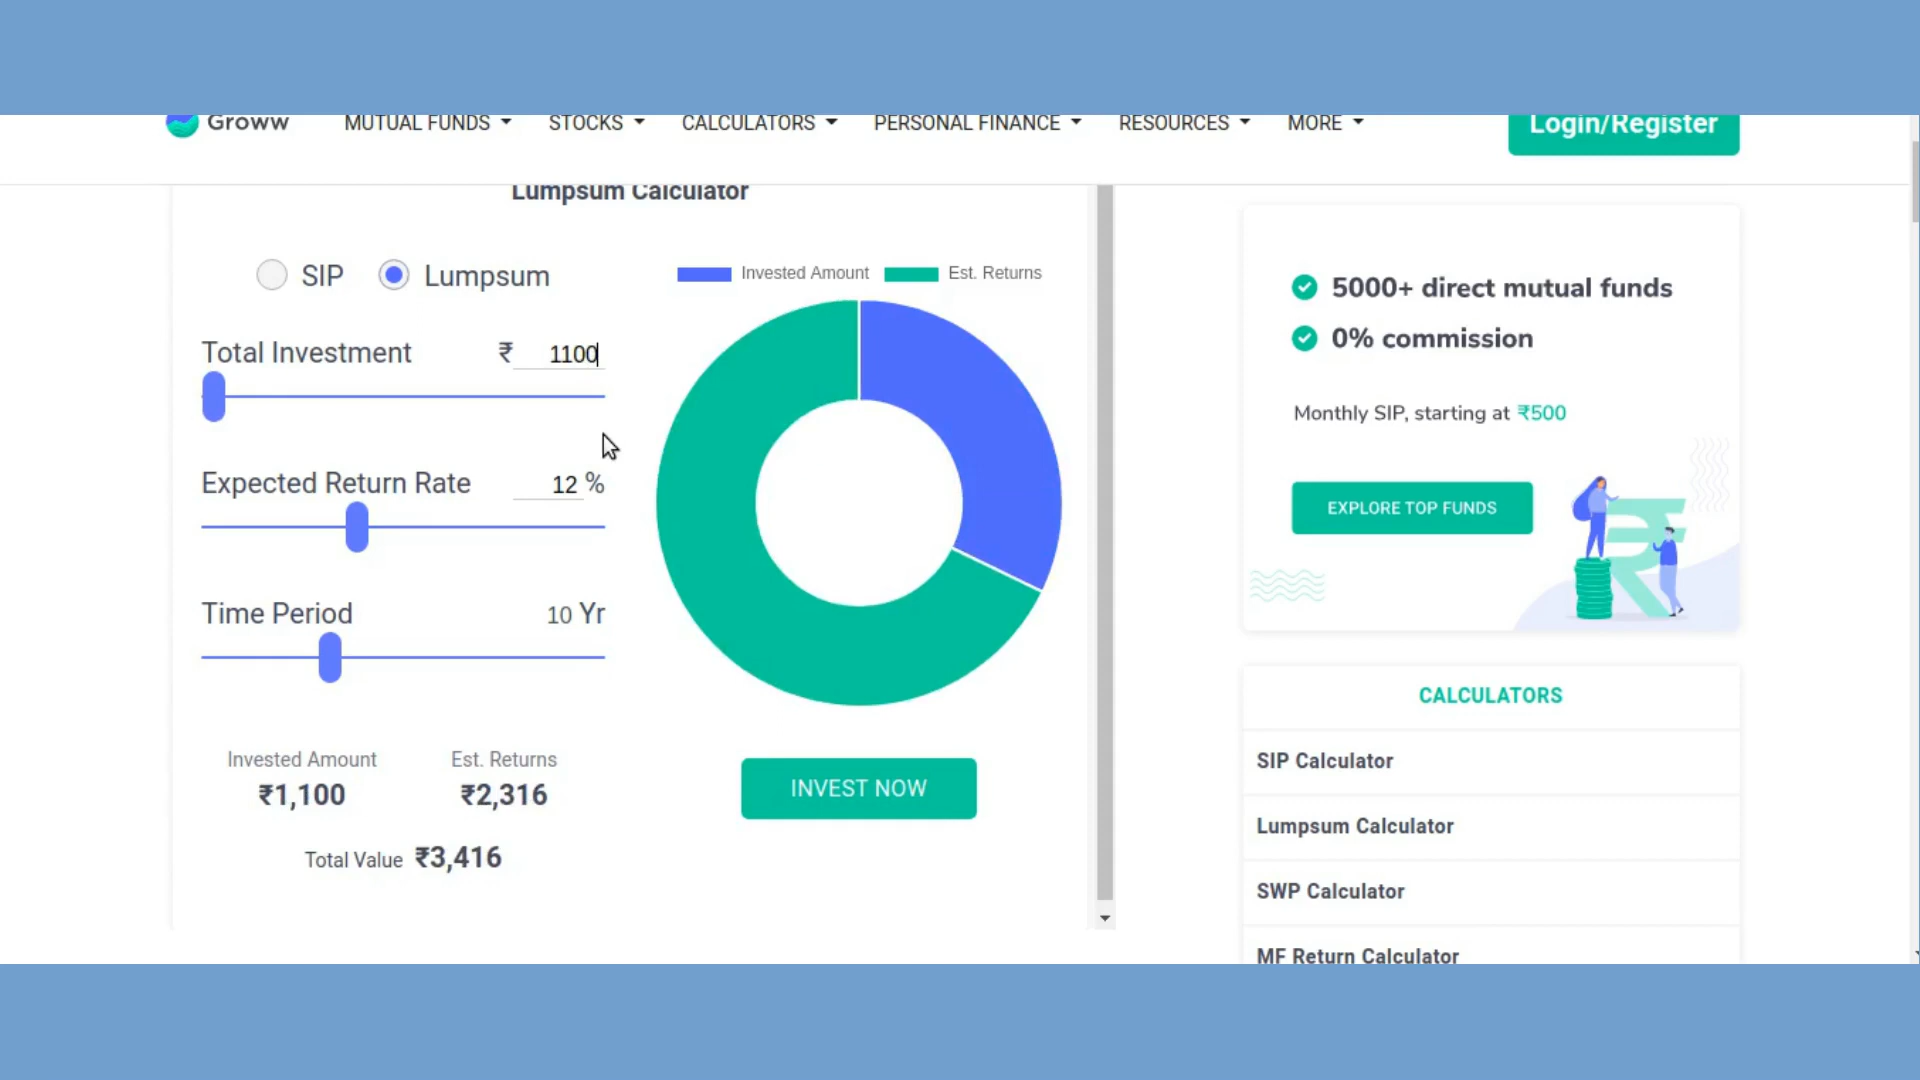 Groww MUTUAL FUNDS STOCKS CALCULATORS PERSONAL FINANCE RESOURCES MORE Login/Register
Lumpsum Calculator
SIP Lumpsum
Invested Amount Est. Returns
Total Investment ₹ 1100
Expected Return Rate 12 %
Time Period 10 Yr
Invested Amount Est. Returns
₹1,100 ₹2,316
Total Value ₹3,416
INVEST NOW
5000+ direct mutual funds
0% commission
Monthly SIP, starting at ₹500
EXPLORE TOP FUNDS
CALCULATORS
SIP Calculator
Lumpsum Calculator
SWP Calculator
MF Return Calculator